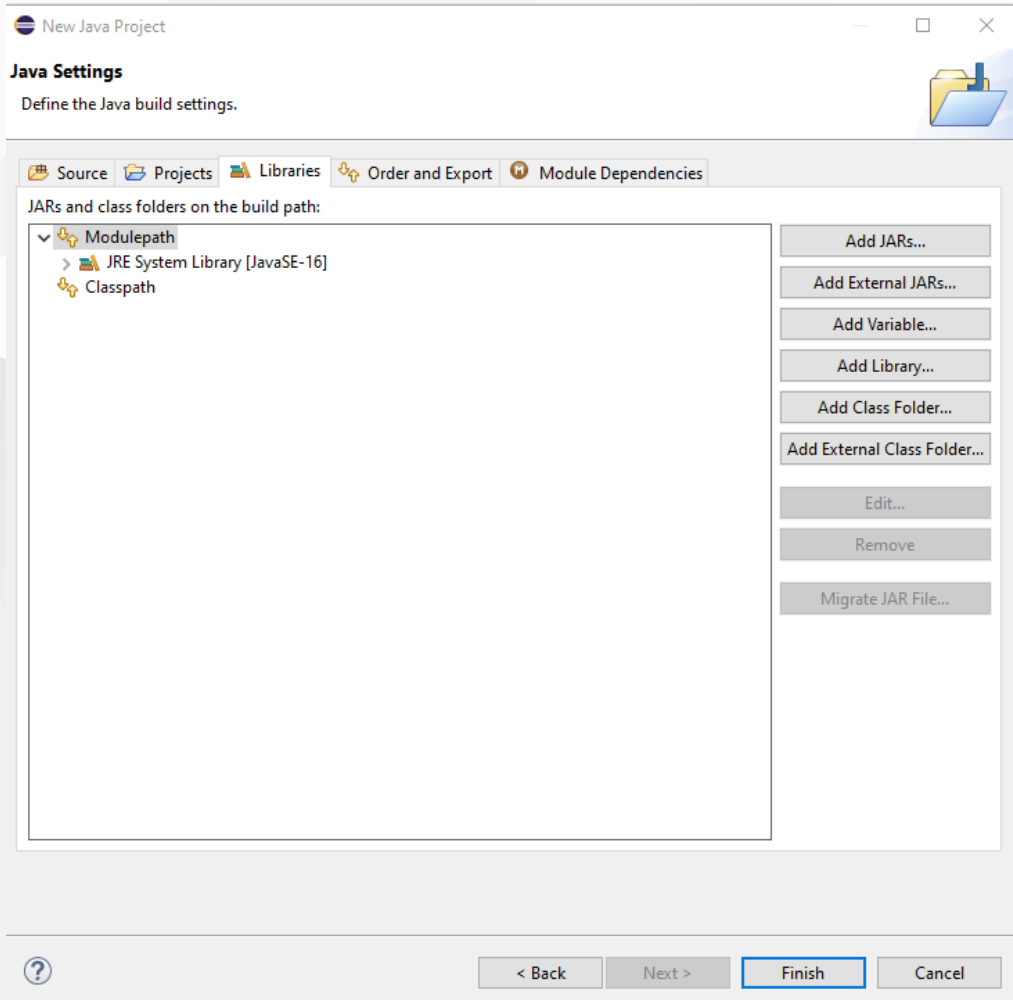 New Java Project
Java Settings
Define the Java build settings.
Source Projects Libraries Order and Export Module Dependencies
JARs and class folders on the build path:
Modulepath
JRE System Library [JavaSE-16]
Classpath
Add JARs...
Add External JARs...
Add Variable...
Add Library...
Add Class Folder...
Add External Class Folder...
Edit...
Remove
Migrate JAR File...
? < Back Next > Finish Cancel